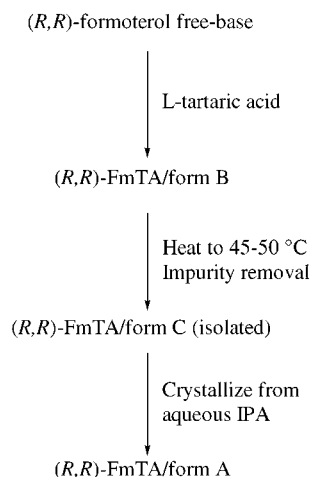 (R,R)-formoterol free-base
L-tartaric acid
(R,R)-FmTA/form B
Heat to 45-50 °C
Impurity removal
(R,R)-FmTA/form C (isolated)
Crystallize from
aqueous IPA
(R,R)-FmTA/form A